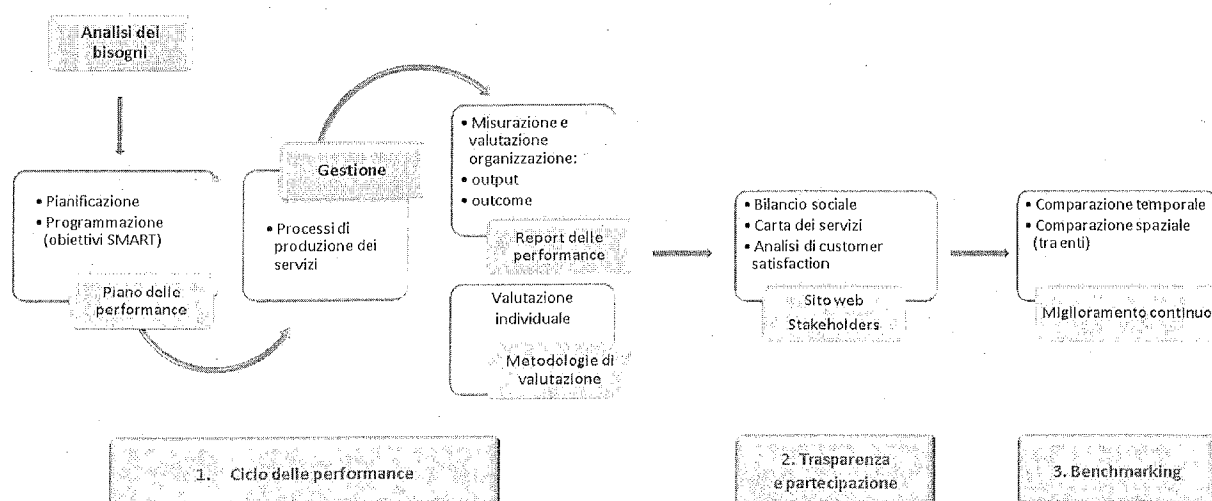 Analisi dei
bisogni
• Pianificazione
• Programmazione
(obiettivi SMART)
Piano delle
performance
Gestione
• Processi di
produzione dei
servizi
• Misurazione e
valutazione
organizzazione:
• output
• outcome
Report delle
performance
Valutazione
individuale
Metodologie di
valutazione
• Bilancio sociale
• Carta dei servizi
• Analisi di customer
satisfaction
Sito web
Stakeholders
• Comparazione temporale
• Comparazione spaziale
(tra enti)
Miglioramento continuo
1. Ciclo delle performance
2. Trasparenza
e partecipazione
3. Benchmarking